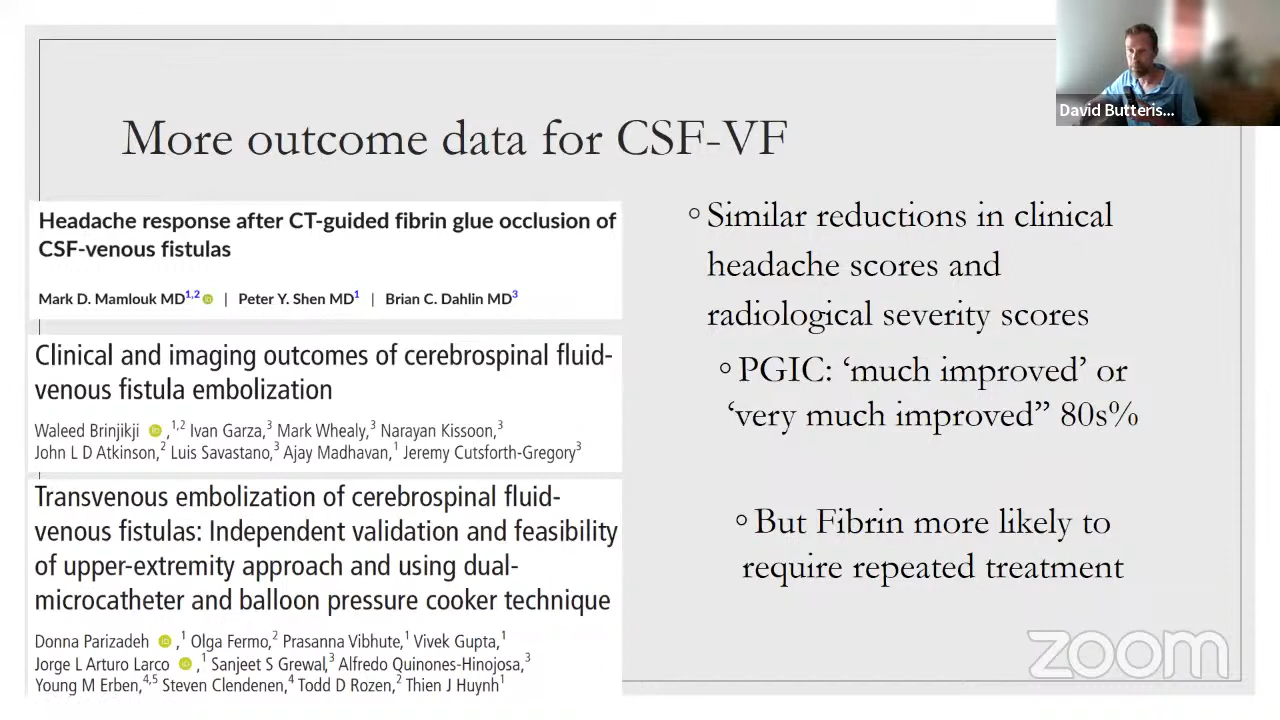 David Butteris...
More outcome data for CSF-VF
Headache response after CT-guided fibrin glue occlusion of
CSF-venous fistulas
Mark D. Mamlouk MD1,2 | Peter Y. Shen MD1 | Brian C. Dahlin MD3
Clinical and imaging outcomes of cerebrospinal fluid-
venous fistula embolization
Waleed Brinjikji ,1,2 Ivan Garza,3 Mark Whealy,3 Narayan Kissoon,3
John L D Atkinson,2 Luis Savastano,3 Ajay Madhavan,1 Jeremy Cutsforth-Gregory3
Transvenous embolization of cerebrospinal fluid-
venous fistulas: Independent validation and feasibility
of upper-extremity approach and using dual-
microcatheter and balloon pressure cooker technique
Donna Parizadeh ,1 Olga Fermo,2 Prasanna Vibhute,1 Vivek Gupta,1
Jorge L Arturo Larco ,1 Sanjeet S Grewal,3 Alfredo Quinones-Hinojosa,3
Young M Erben,4,5 Steven Clendenen,4 Todd D Rozen,2 Thien J Huynh1
Similar reductions in clinical
headache scores and
radiological severity scores
PGIC: ‘much improved’ or
‘very much improved” 80s%
But Fibrin more likely to
require repeated treatment
zoom